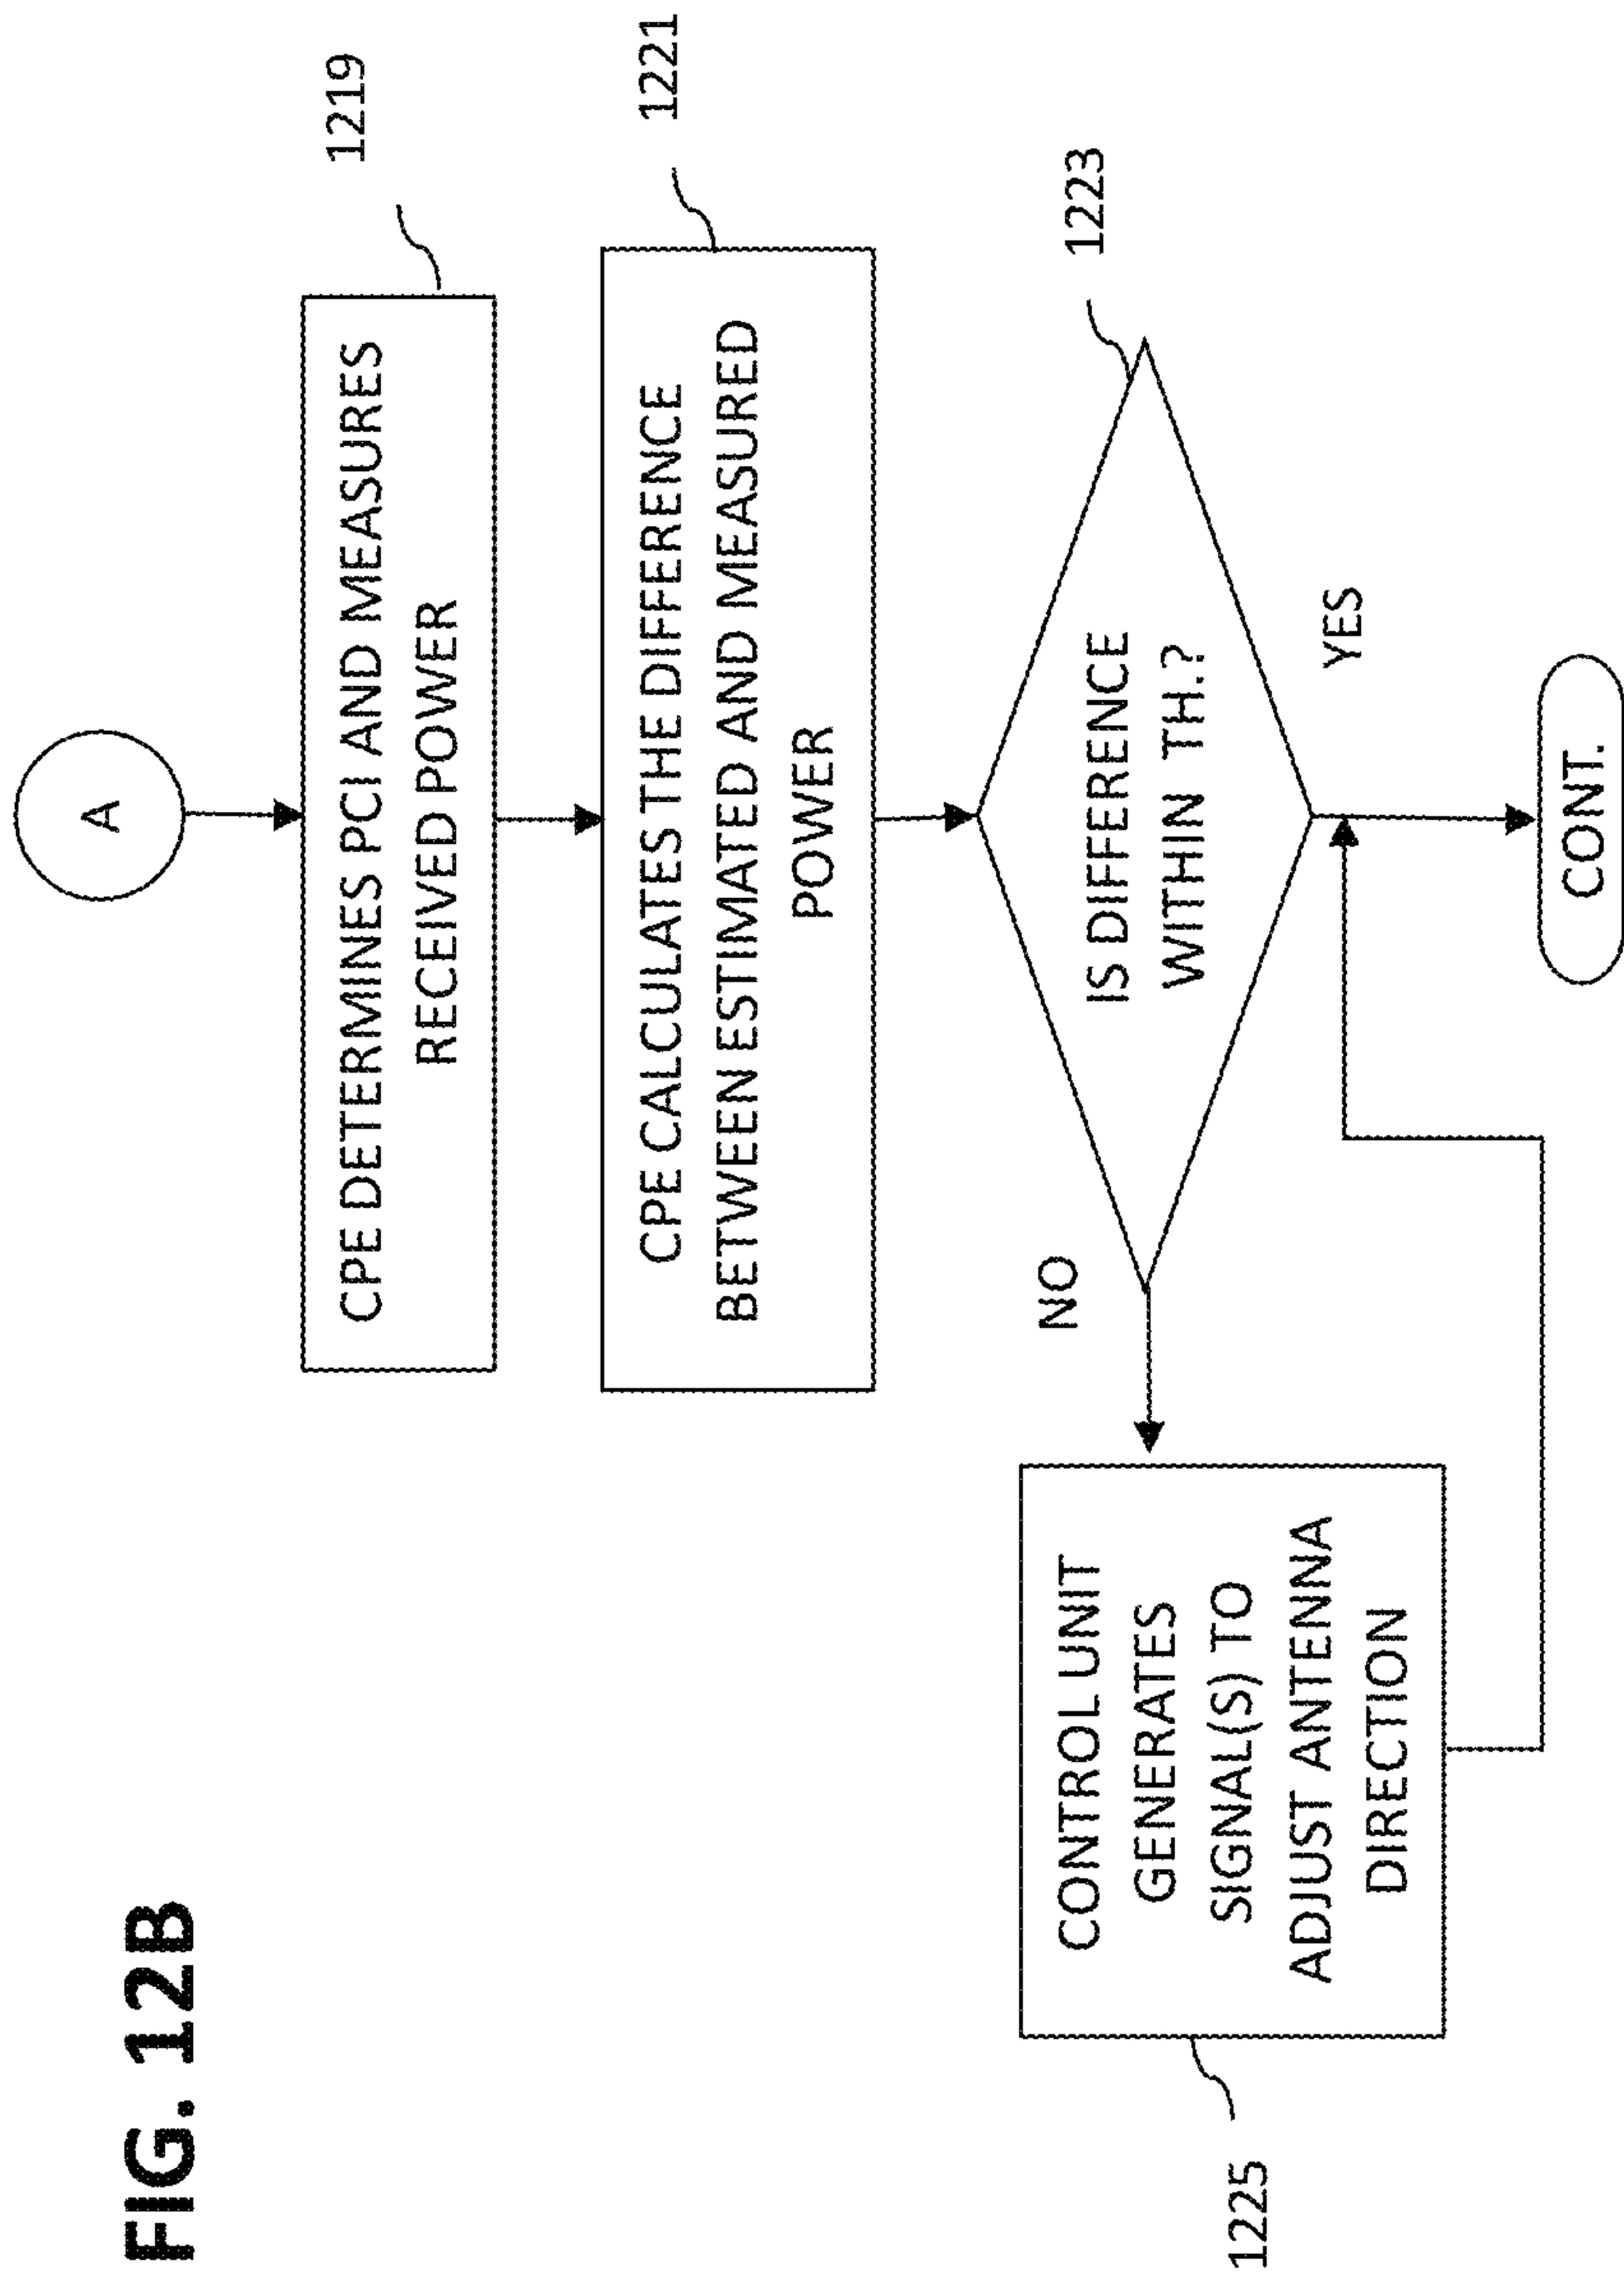 FIG. 12B
A
1219
CPE DETERMINES PCI AND MEASURES
RECEIVED POWER
1221
CPE CALCULATES THE DIFFERENCE
BETWEEN ESTIMATED AND MEASURED
POWER
1223
IS DIFFERENCE
WITHIN TH.?
NO
YES
CONTROL UNIT
GENERATES
SIGNAL(S) TO
ADJUST ANTENNA
DIRECTION
1225
CONT.